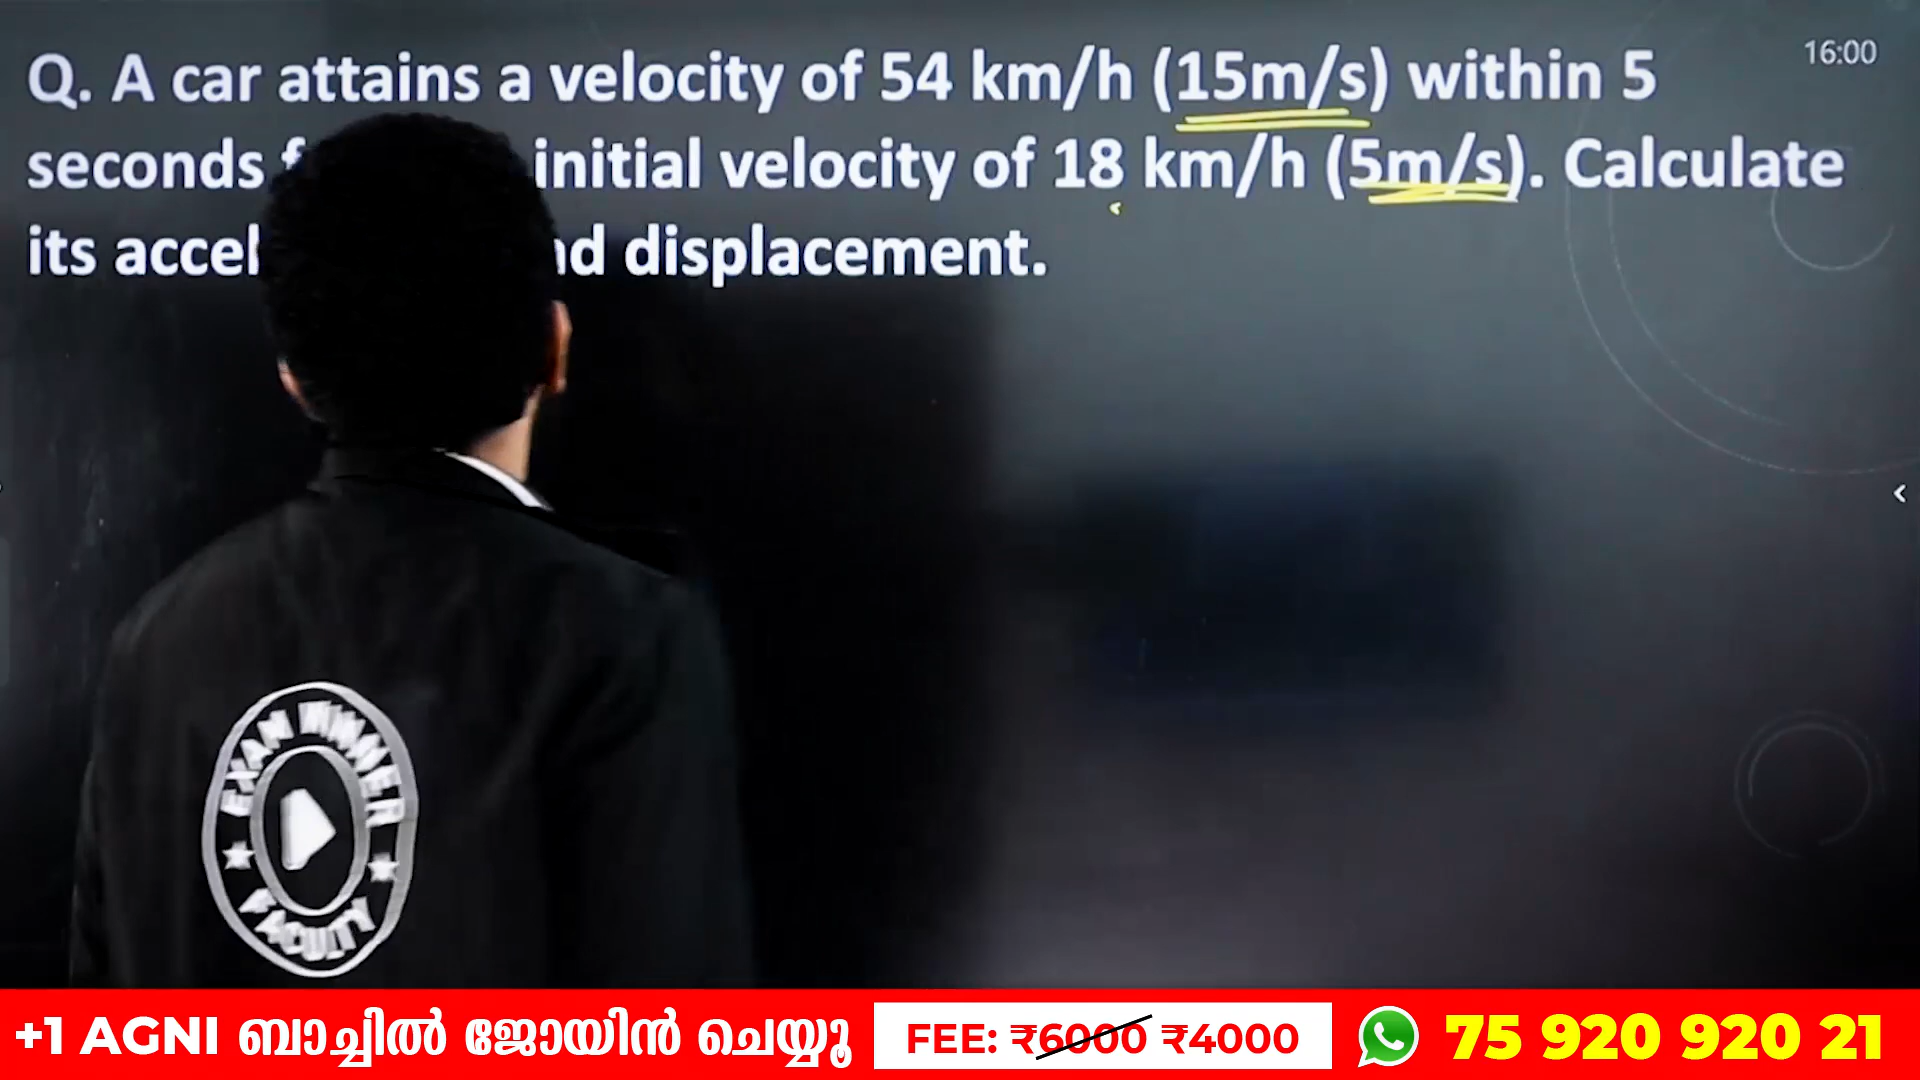 Q. A car attains a velocity of 54 km/h (15m/s) within 5
16:00
seconds initial velocity of 18 km/h (5m/s). Calculate
its displacement.
EXAM WINNER
FACULTY
+1 AGNI ബാച്ചിൽ ജോയിൻ ചെയ്യൂ
FEE: ₹6000 ₹4000
75 920 920 21